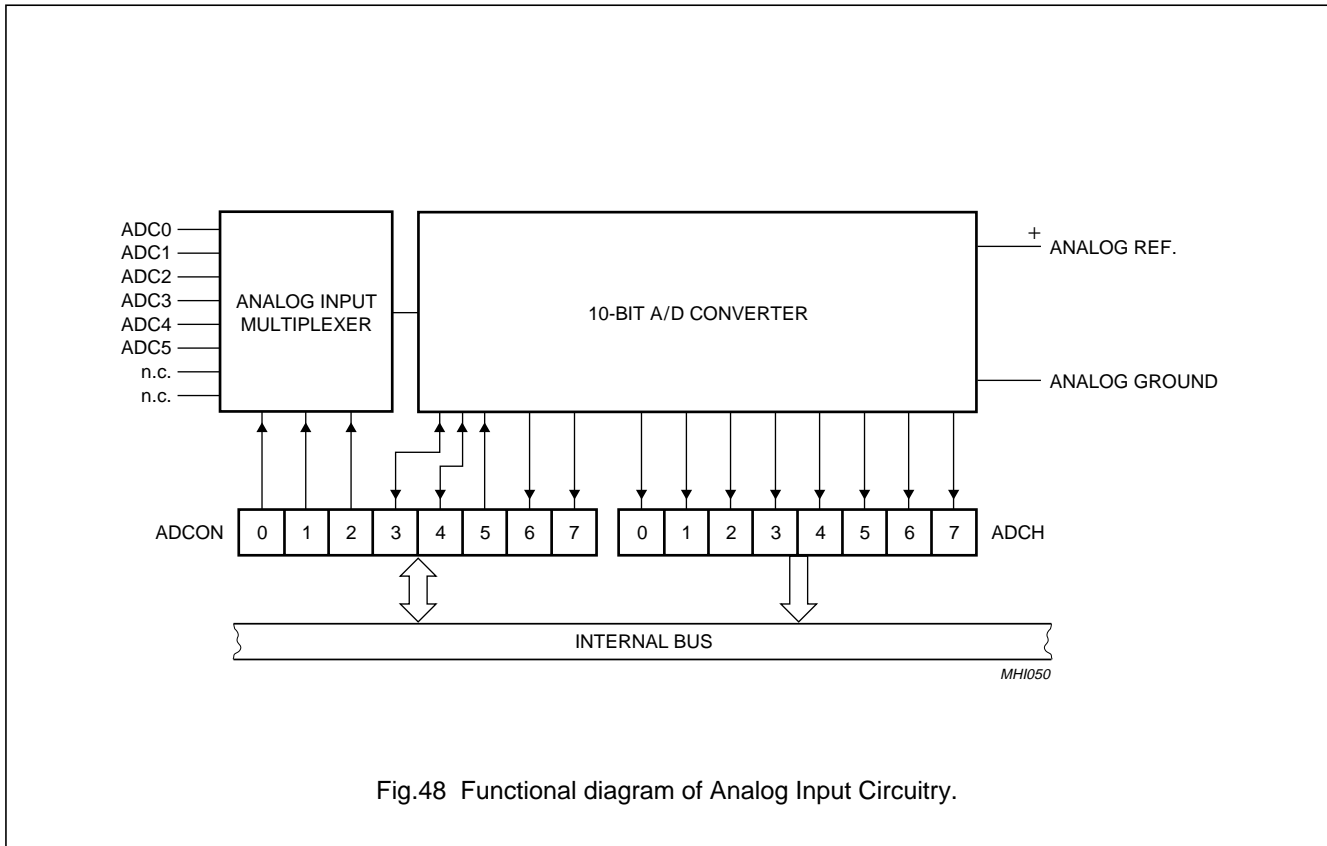 ADC0
ADC1
ADC2
ADC3
ADC4
ADC5
n.c.
n.c.
ANALOG INPUT
MULTIPLEXER
10-BIT A/D CONVERTER
+
ANALOG REF.
ANALOG GROUND
ADCON 0 1 2 3 4 5 6 7
0 1 2 3 4 5 6 7 ADCH
INTERNAL BUS
MHI050
Fig.48 Functional diagram of Analog Input Circuitry.